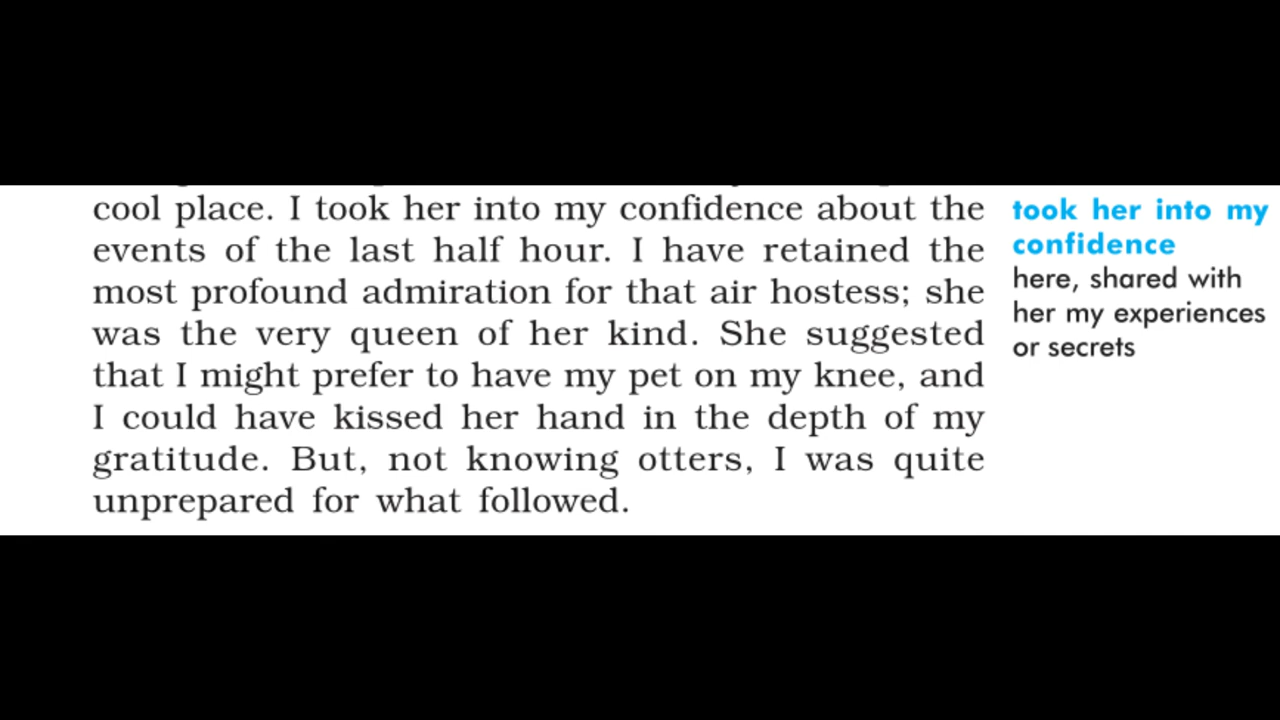 cool place. I took her into my confidence about the
events of the last half hour. I have retained the
most profound admiration for that air hostess; she
was the very queen of her kind. She suggested
that I might prefer to have my pet on my knee, and
I could have kissed her hand in the depth of my
gratitude. But, not knowing otters, I was quite
unprepared for what followed.
took her into my
confidence
here, shared with
her my experiences
or secrets